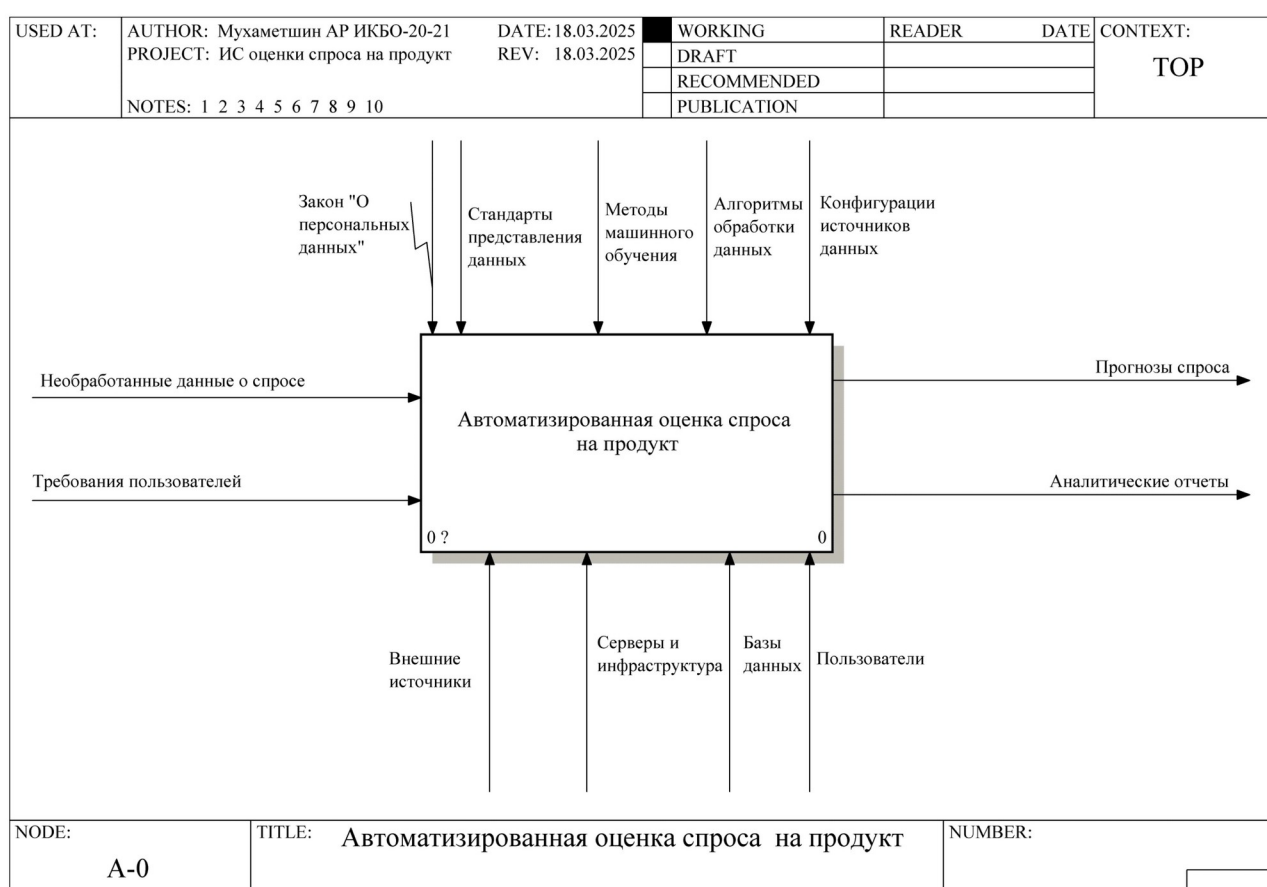 USED AT:
AUTHOR: Мухаметшин АР ИКБО-20-21
DATE: 18.03.2025
PROJECT: ИС оценки спроса на продукт
REV: 18.03.2025
NOTES: 1 2 3 4 5 6 7 8 9 10
WORKING
DRAFT
RECOMMENDED
PUBLICATION
READER
DATE
CONTEXT:
TOP
Закон "О
персональных
данных"
Стандарты
представления
данных
Методы
машинного
обучения
Алгоритмы
обработки
данных
Конфигурации
источников
данных
Необработанные данные о спросе
Требования пользователей
Автоматизированная оценка спроса
на продукт
0 ?
0
Прогнозы спроса
Аналитические отчеты
Внешние
источники
Серверы и
инфраструктура
Базы
данных
Пользователи
NODE:
A-0
TITLE:
Автоматизированная оценка спроса на продукт
NUMBER: